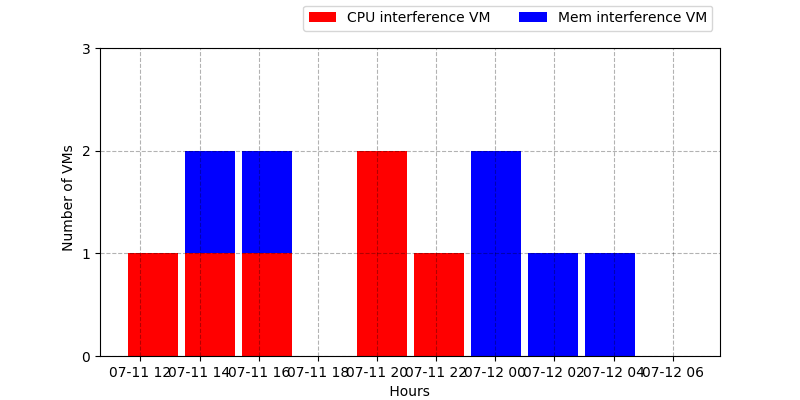 CPU interference VM Mem interference VM
3
2
1
0
Number of VMs
07-11 12 07-11 14 07-11 16 07-11 18 07-11 20 07-11 22 07-12 00 07-12 02 07-12 04 07-12 06
Hours